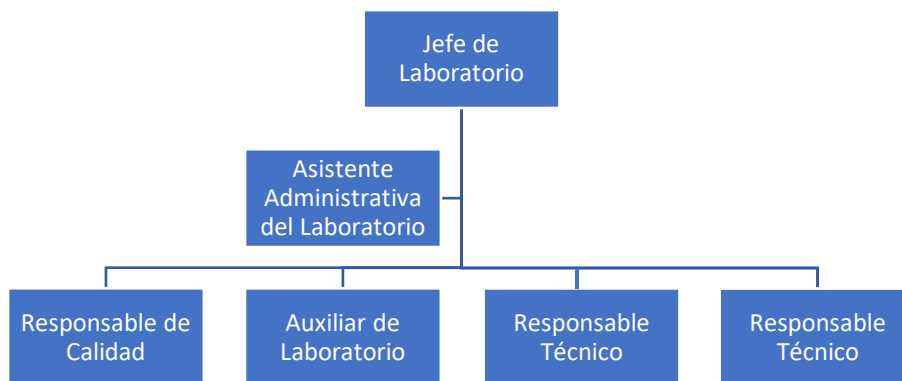 Jefe de
Laboratorio
Asistente
Administrativa
del Laboratorio
Responsable de
Calidad
Auxiliar de
Laboratorio
Responsable
Técnico
Responsable
Técnico